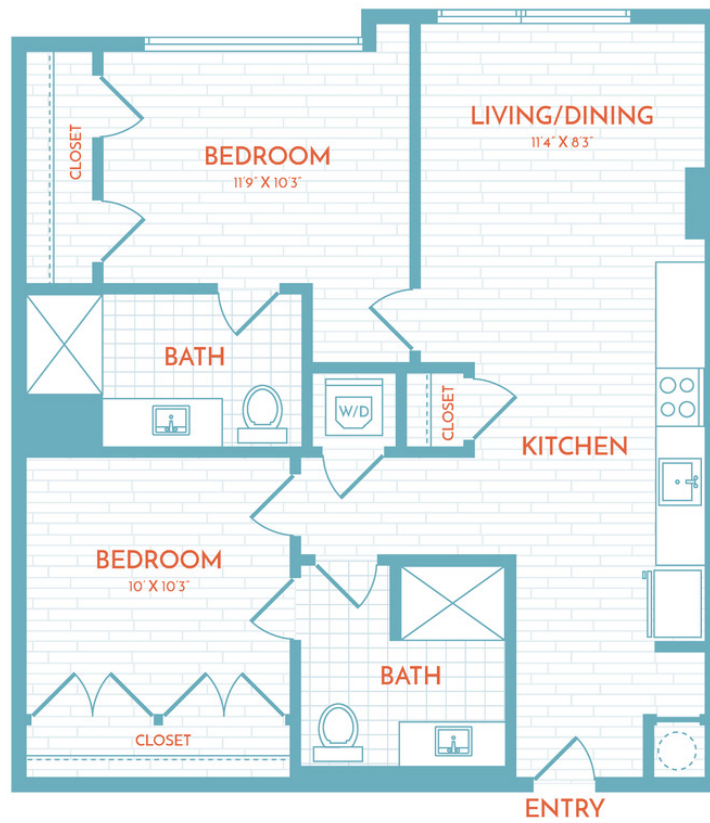 LIVING/DINING
11'4" X 8'3"
CLOSET
BEDROOM
11'9" X 10'3"
BATH
W/D
CLOSET
KITCHEN
BEDROOM
10' X 10'3"
BATH
CLOSET
ENTRY